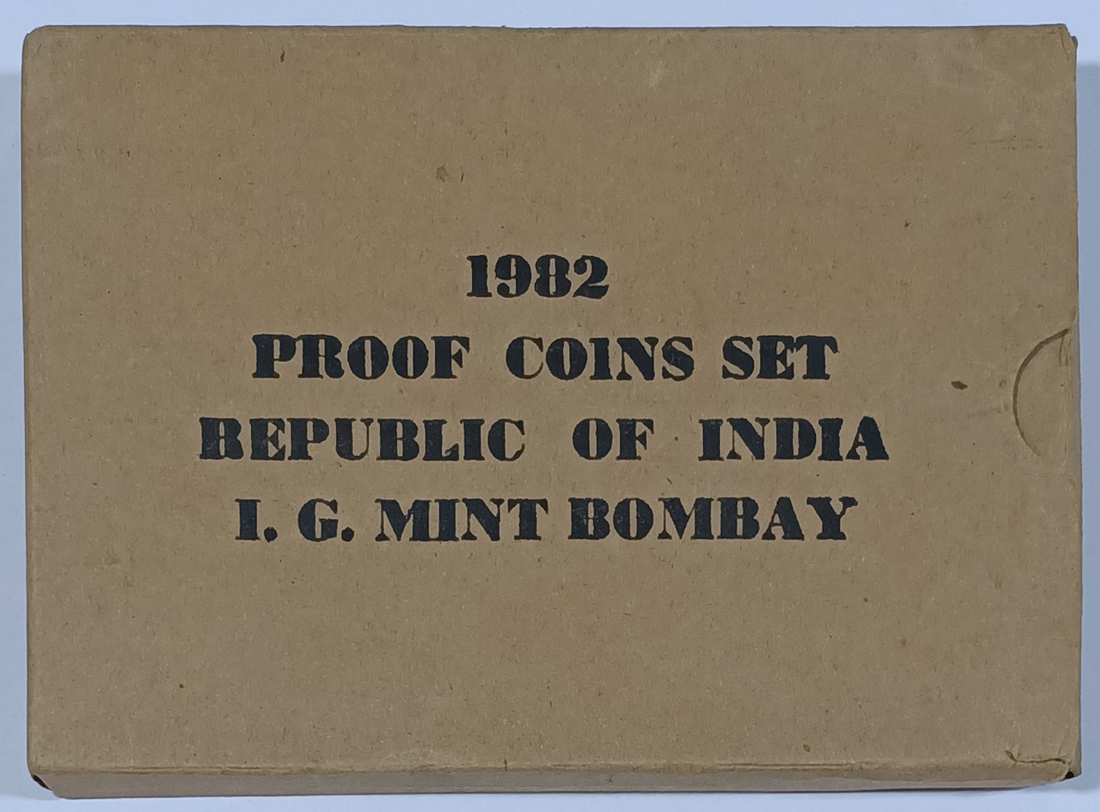 1982
PROOF COINS SET
REPUBLIC OF INDIA
I. G. MINT BOMBAY